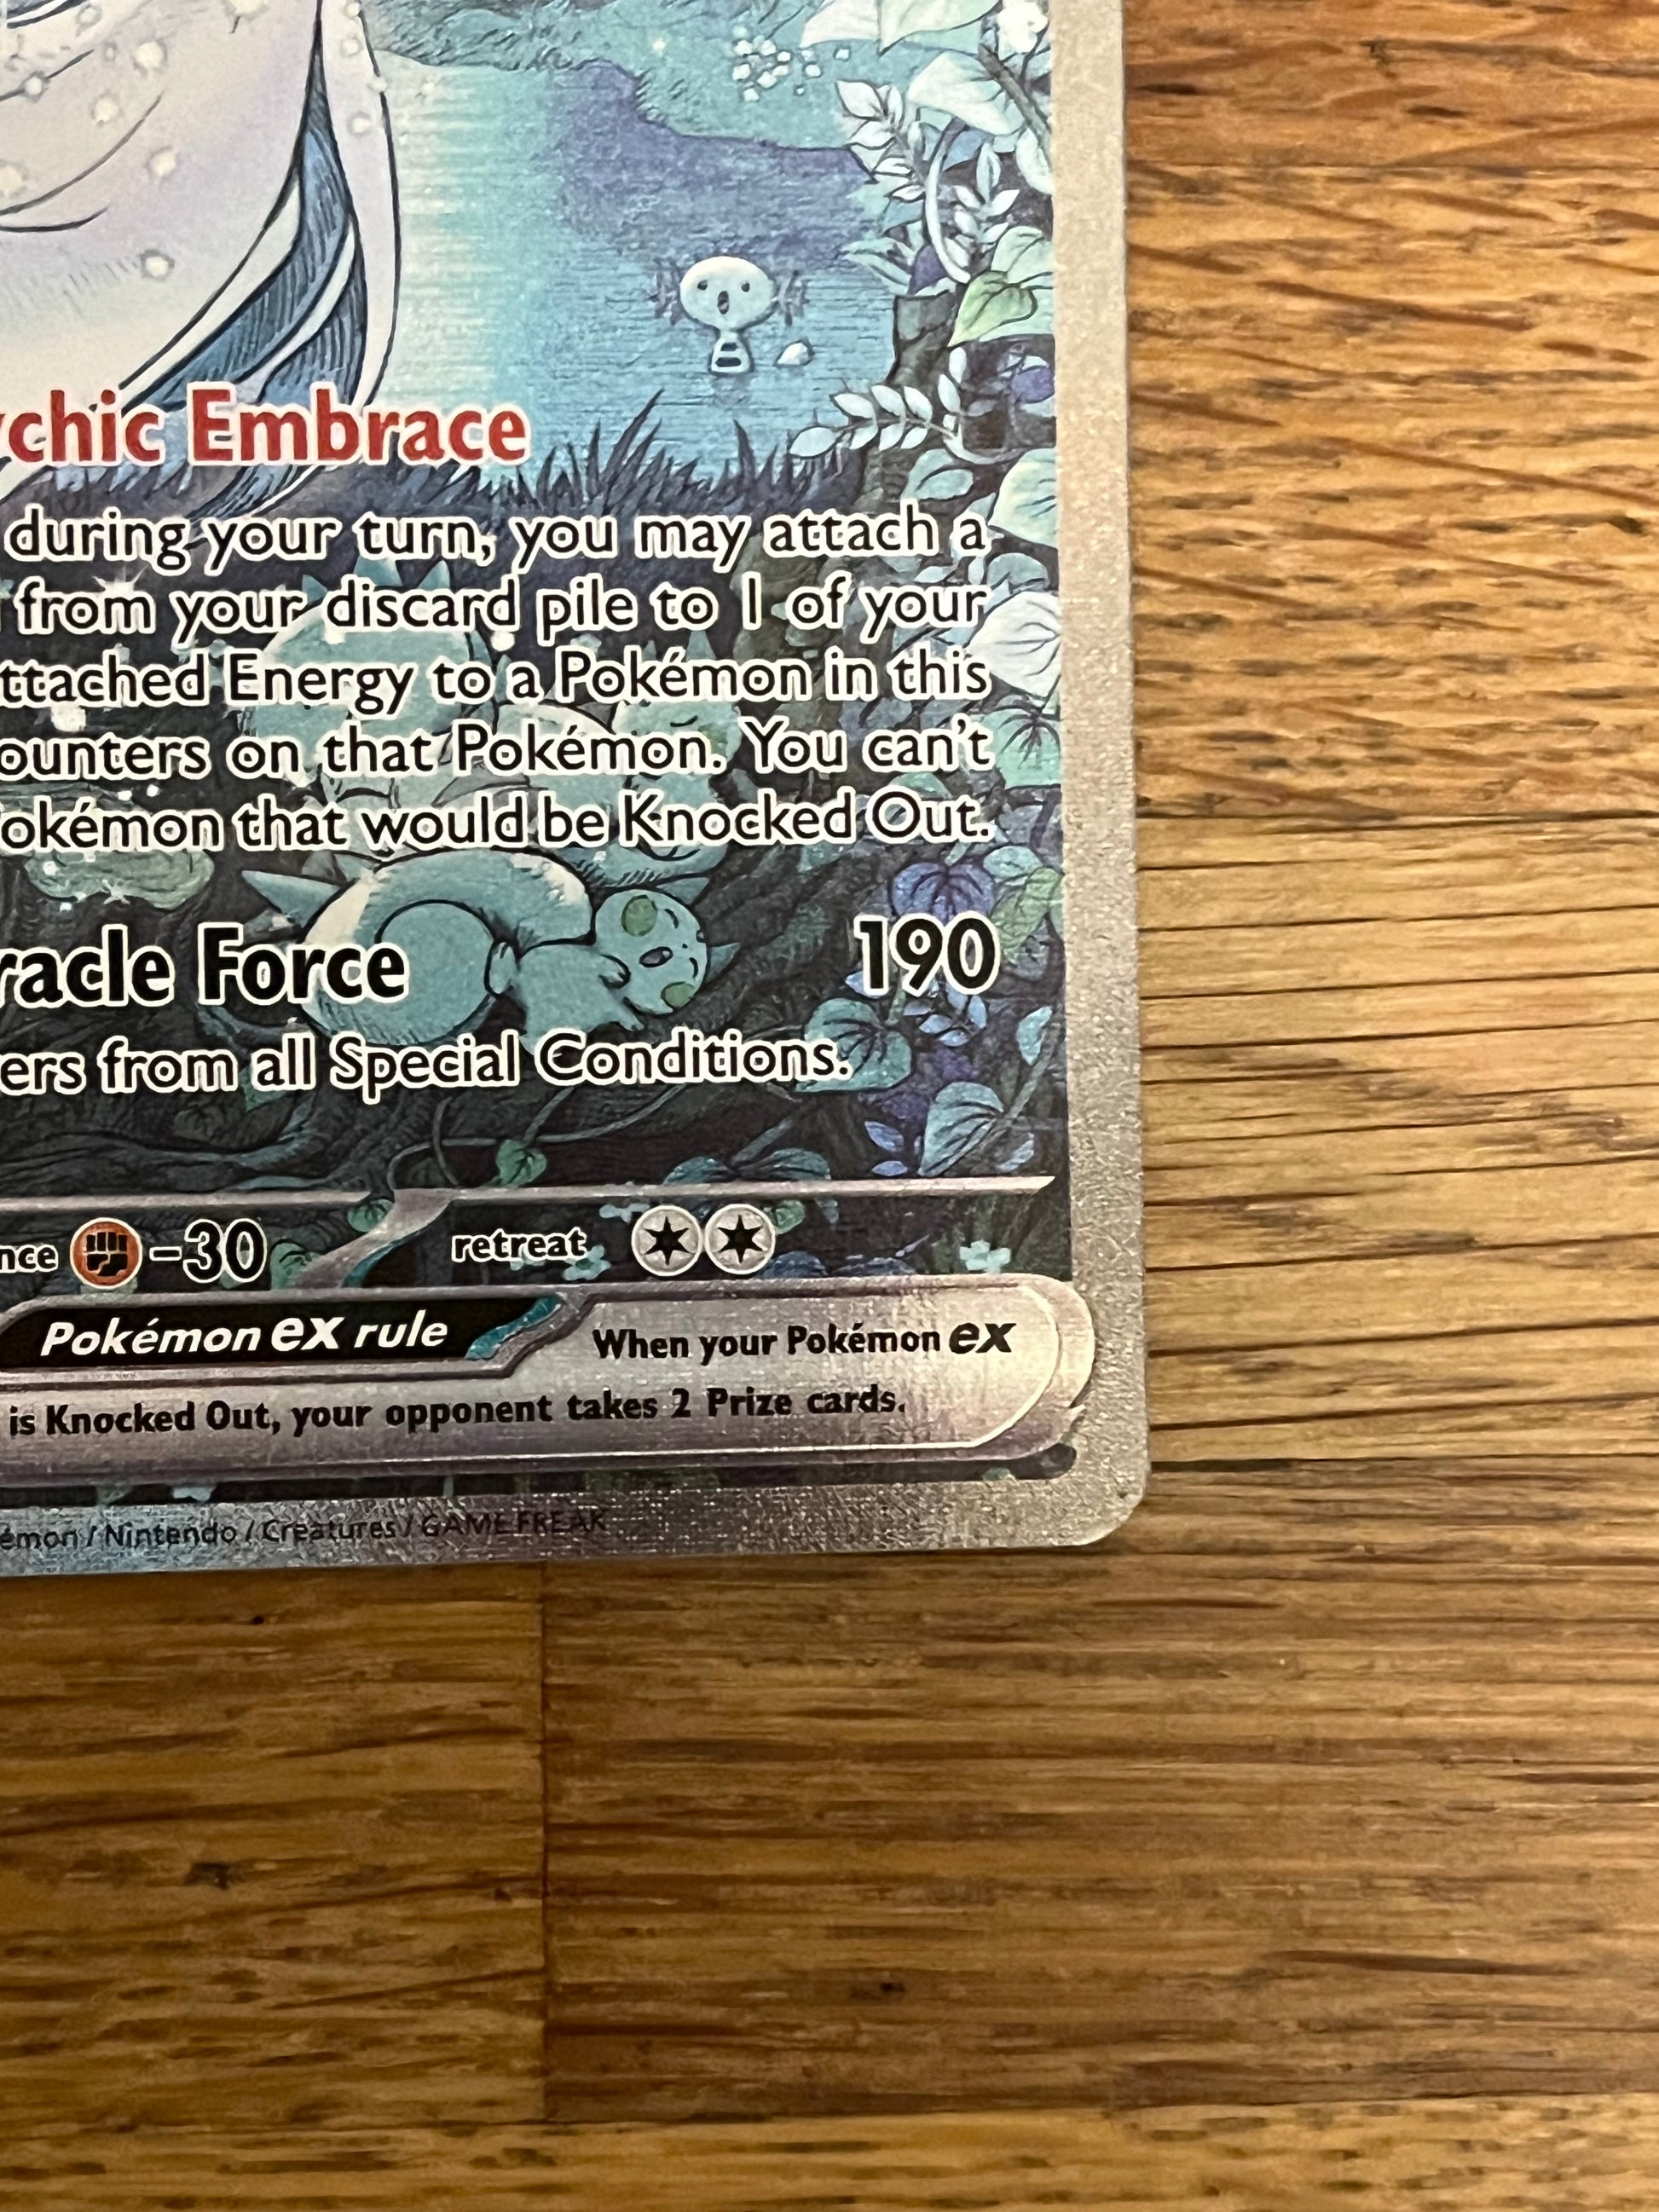 ychic Embrace
during your turn, you may attach a
from your discard pile to 1 of your
ttached Energy to a Pokémon in this
ounters on that Pokémon. You can't
okémon that would be Knocked Out.
racle Force 190
ers from all Special Conditions.
nce -30 retreat
Pokémon ex rule When your Pokémon ex
is Knocked Out, your opponent takes 2 Prize cards.
émon / Nintendo / Creatures / GAME FREAK